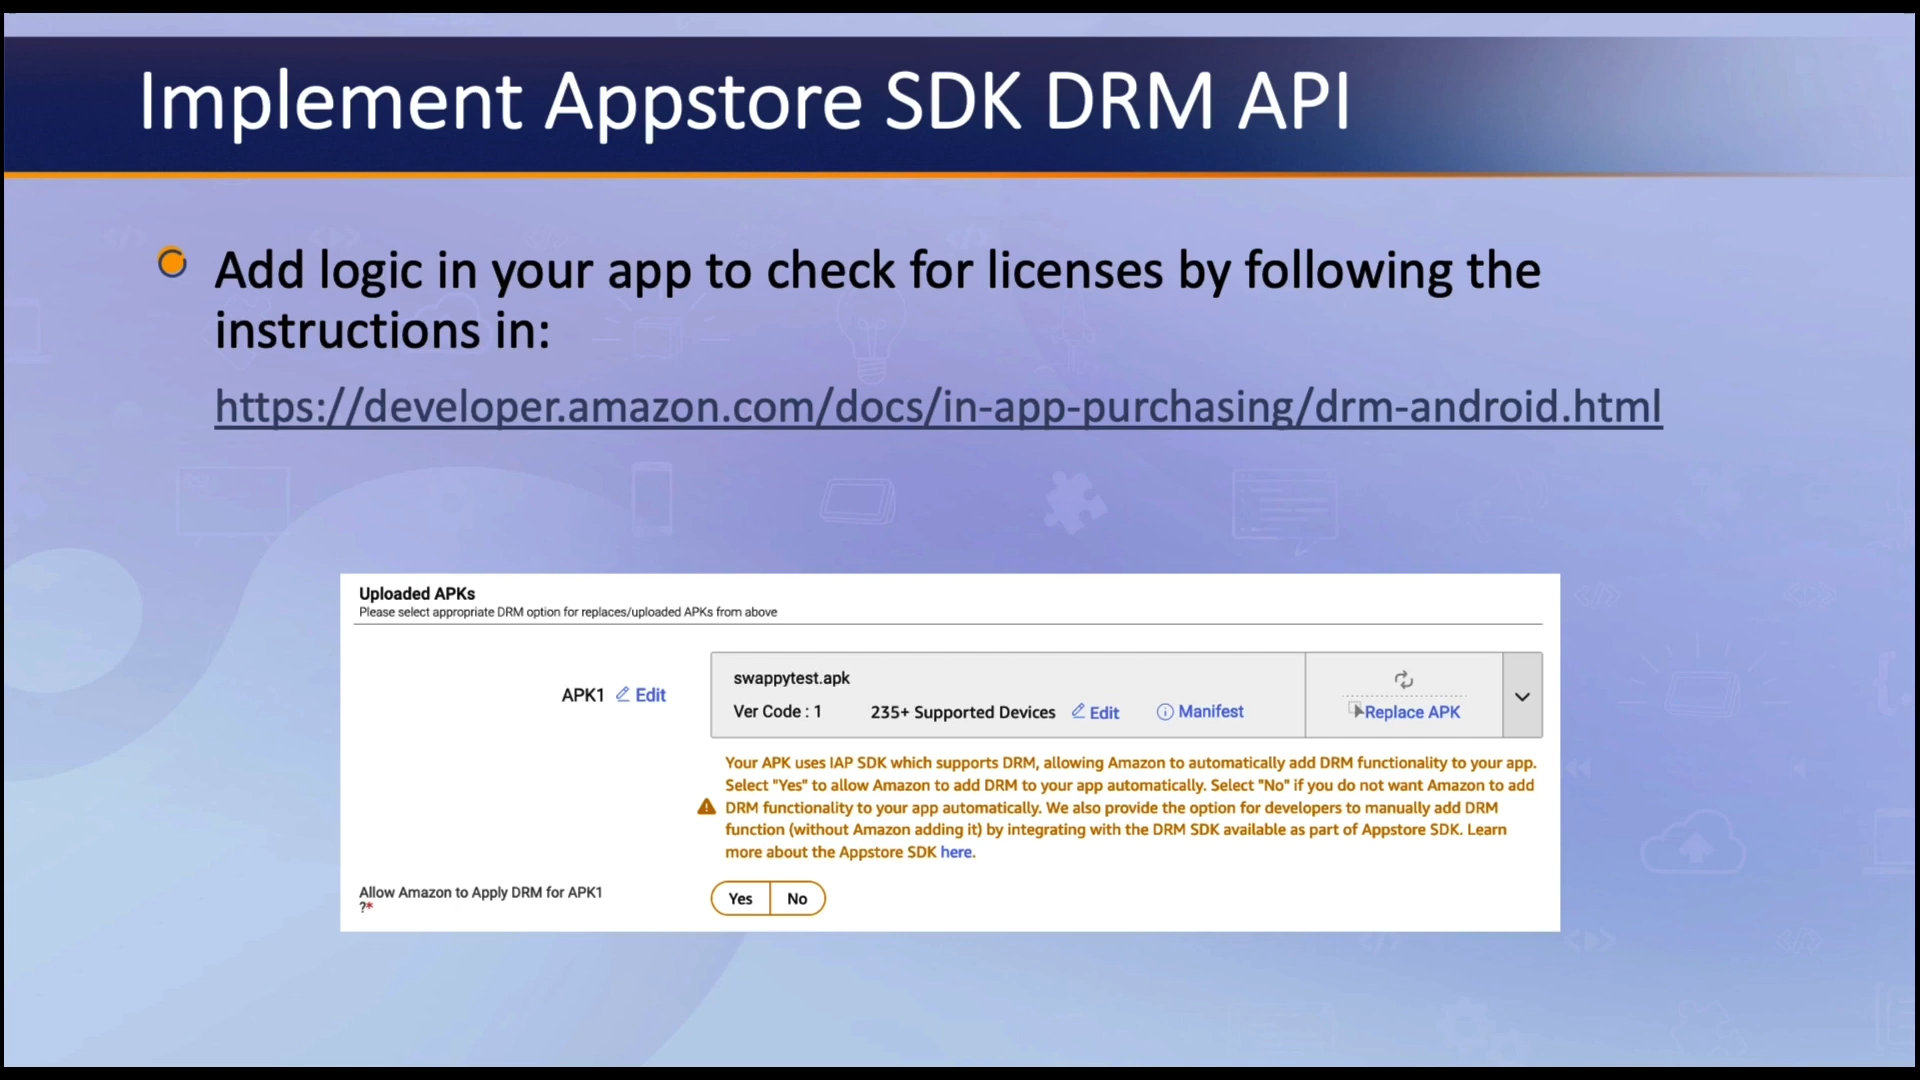 Implement Appstore SDK DRM API
Add logic in your app to check for licenses by following the
instructions in:
https://developer.amazon.com/docs/in-app-purchasing/drm-android.html
Uploaded APKs
Please select appropriate DRM option for replaces/uploaded APKs from above
APK1 Edit
swappytest.apk
Ver Code : 1 235+ Supported Devices Edit Manifest
Replace APK
Your APK uses IAP SDK which supports DRM, allowing Amazon to automatically add DRM functionality to your app.
Select "Yes" to allow Amazon to add DRM to your app automatically. Select "No" if you do not want Amazon to add
DRM functionality to your app automatically. We also provide the option for developers to manually add DRM
function (without Amazon adding it) by integrating with the DRM SDK available as part of Appstore SDK. Learn
more about the Appstore SDK here.
Allow Amazon to Apply DRM for APK1
?*
Yes No